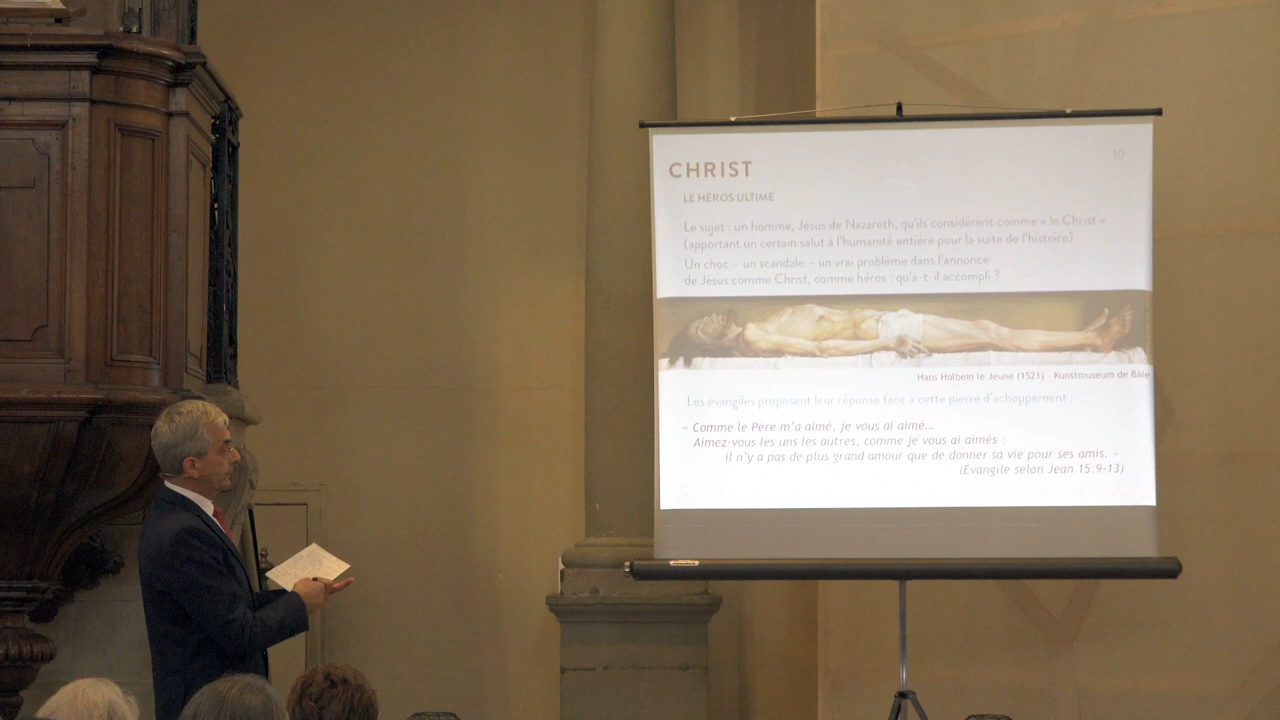 CHRIST
10
LE HÉROS ULTIME
Le sujet : un homme, Jésus de Nazareth, qu'ils considèrent comme « le Christ »
(apportant un certain salut à l'humanité entière pour la suite de l'histoire)
Un choc – un scandale – un vrai problème dans l'annonce
de Jésus comme Christ, comme héros : qu'a-t-il accompli ?
Hans Holbein le Jeune (1521) - Kunstmuseum de Bâle
Les évangiles proposent leur réponse face à cette pierre d'achoppement :
« Comme le Père m'a aimé, je vous ai aimé...
Aimez-vous les uns les autres, comme je vous ai aimés :
il n'y a pas de plus grand amour que de donner sa vie pour ses amis. »
(Évangile selon Jean 15:9-13)